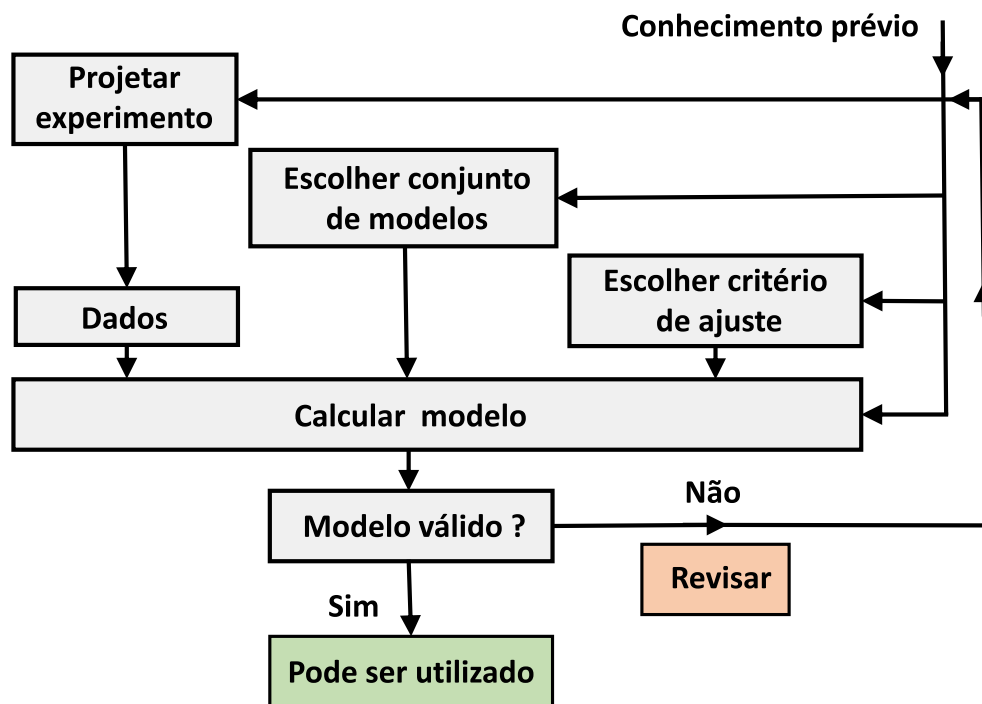 Conhecimento prévio
Projetar
experimento
Escolher conjunto
de modelos
Escolher critério
de ajuste
Dados
Calcular modelo
Não
Modelo válido ?
Revisar
Sim
Pode ser utilizado